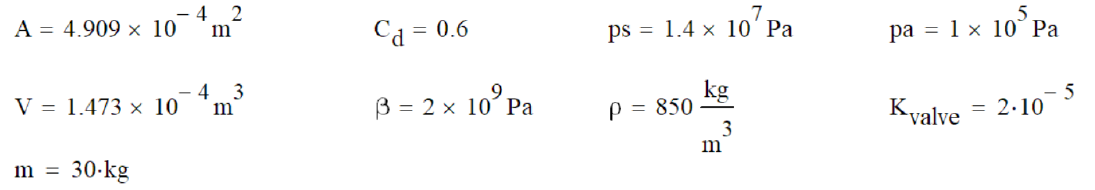 A = 4.909 × 10⁻⁴ m² C_d = 0.6 ps = 1.4 × 10⁷ Pa pa = 1 × 10⁵ Pa
V = 1.473 × 10⁻⁴ m³ β = 2 × 10⁹ Pa ρ = 850 kg/m³ K_valve = 2·10⁻⁵
m = 30·kg